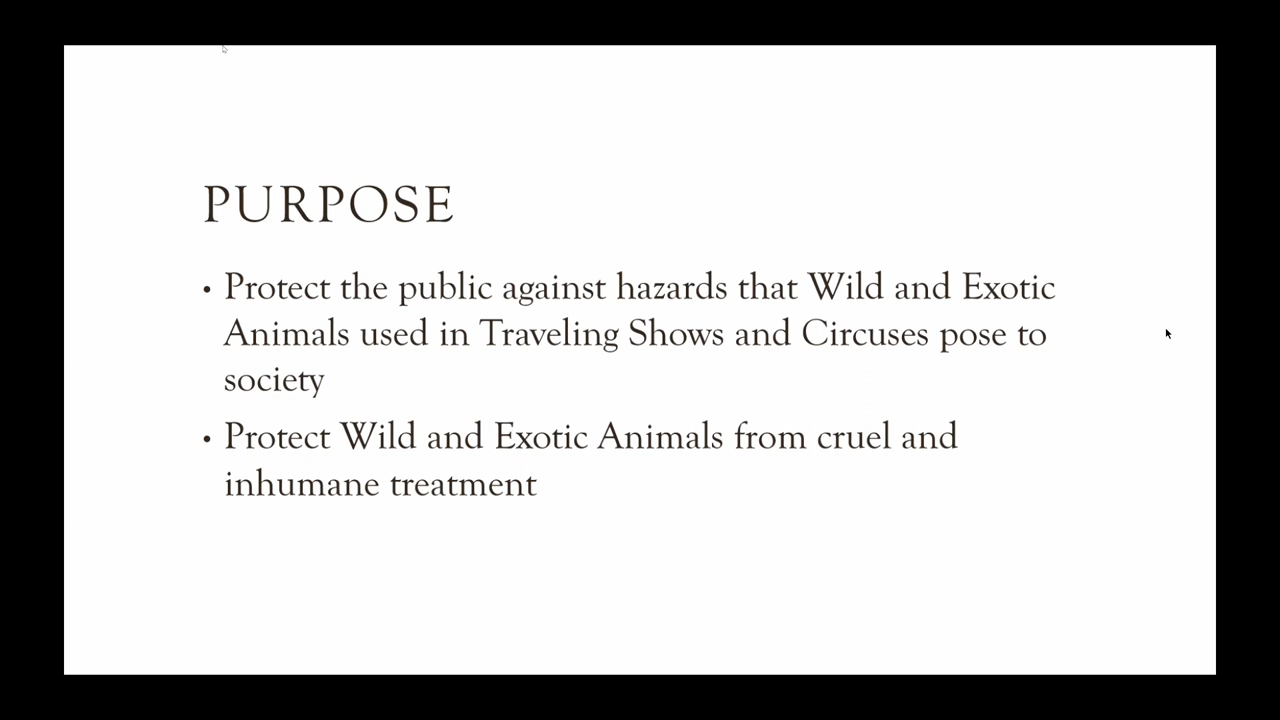 PURPOSE
• Protect the public against hazards that Wild and Exotic
Animals used in Traveling Shows and Circuses pose to
society
• Protect Wild and Exotic Animals from cruel and
inhumane treatment